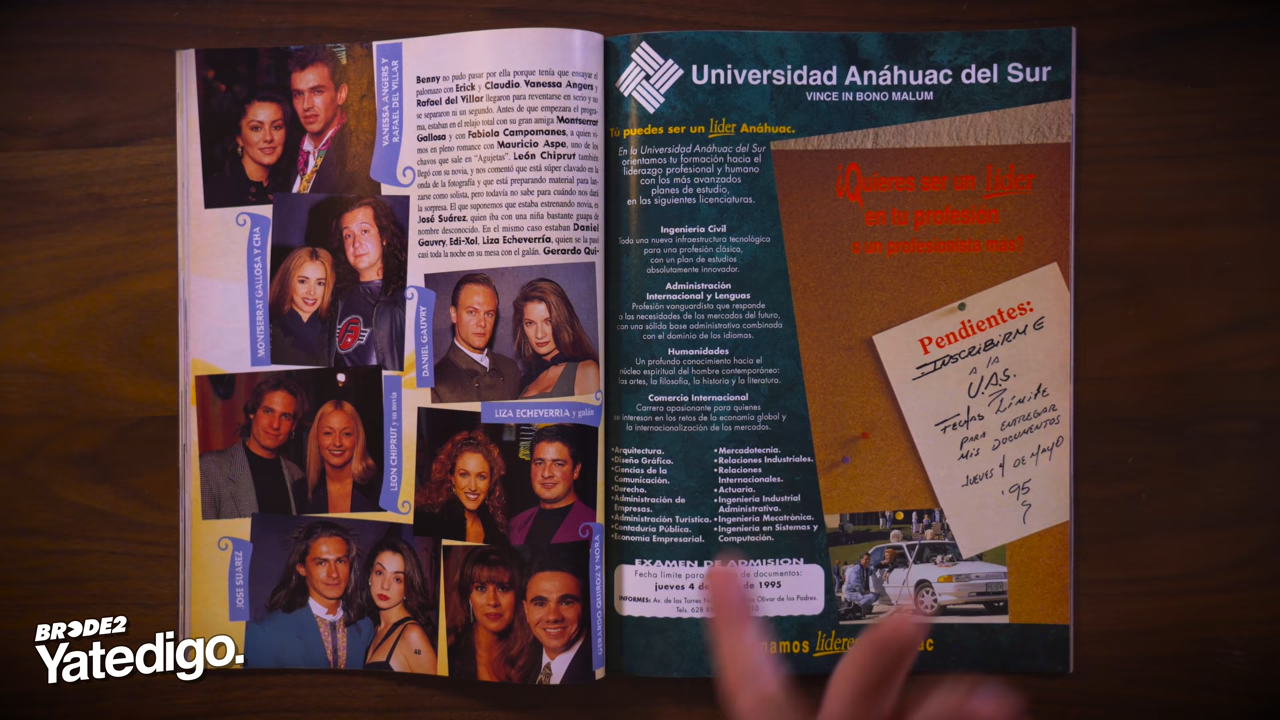 VANESSA ANGERS Y
RAFAEL DEL VILLAR
Benny no pudo pasar por ella porque tenía que ensayar el
palomazo con Erick y Claudio. Vanessa Angers y
Rafael del Villar llegaron para reventarse en serio y no
se separaron ni un segundo. Antes de que empezara el progra-
ma, estaban en el relajo total con su gran amiga Montserrat
Gallosa y con Fabiola Campomanes, a quien vi-
mos en pleno romance con Mauricio Aspe, uno de los
chavos que sale en "Agujetas". León Chiprut también
llegó con su novia, y nos comentó que está súper clavado en la
onda de la fotografía y que está preparando material para lan-
zarse como solista, pero todavía no sabe para cuándo nos dará
la sorpresa. El que suponemos que estaba estrenando novia, es
José Suárez, quien iba con una niña bastante guapa de
nombre desconocido. En el mismo caso estaban Daniel
Gauvry, Edi-Xol, Liza Echeverría, quien se la pasó
casi toda la noche en su mesa con el galán. Gerardo Qui-
MONTSERRAT GALLOSA Y CHA
DANIEL GAUVRY
LEON CHIPRUT y su novia
LIZA ECHEVERRIA y galán
JOSE SUAREZ
GERARDO QUIROZ Y NORA
48
Universidad Anáhuac del Sur
VINCE IN BONO MALUM
Tú puedes ser un líder Anáhuac.
En la Universidad Anáhuac del Sur
orientamos tu formación hacia el
liderazgo profesional y humano
con los más avanzados
planes de estudio,
en las siguientes licenciaturas.
Ingeniería Civil
Toda una nueva infraestructura tecnológica
para una profesión clásica,
con un plan de estudios
absolutamente innovador.
Administración
Internacional y Lenguas
Profesión vanguardista que responde
a las necesidades de los mercados del futuro,
con una sólida base administrativa combinada
con el dominio de los idiomas.
Humanidades
Un profundo conocimiento hacia el
núcleo espiritual del hombre contemporáneo:
las artes, la filosofía, la historia y la literatura.
Comercio Internacional
Carrera apasionante para quienes
se interesan en los retos de la economía global y
la internacionalización de los mercados.
•Arquitectura.
•Diseño Gráfico.
•Ciencias de la
Comunicación.
•Derecho.
•Administración de
Empresas.
•Administración Turística.
•Contaduría Pública.
•Economía Empresarial.
•Mercadotecnia.
•Relaciones Industriales.
•Relaciones
Internacionales.
•Actuaría.
•Ingeniería Industrial
Administrativa.
•Ingeniería Mecatrónica.
•Ingeniería en Sistemas y
Computación.
EXAMEN DE ADMISION
Fecha límite para de documentos:
jueves 4 de 1995
INFORMES: Av. de las Torres Olivar de los Padres.
Tels. 628
líderes
¿Quieres ser un líder
en tu profesión
o un profesionista más?
Pendientes:
INSCRIBIRME
A LA
U.A.S.
FECHAS LÍMITE
PARA ENTREGAR
MIS DOCUMENTOS
JUEVES 4 DE MAYO
'95
BRODE2
Yatedigo.